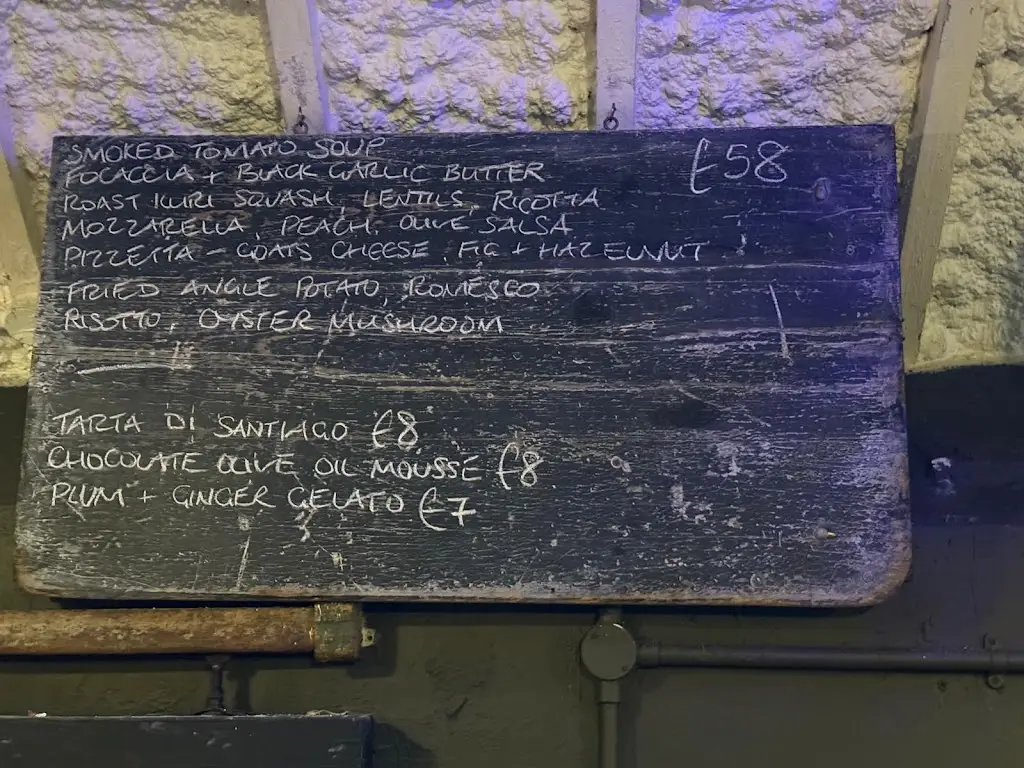 SMOKED TOMATO SOUP
FOCACCIA + BLACK GARLIC BUTTER
£58
ROAST IKURI SQUASH, LENTILS, RICOTTA
MOZZARELLA, PEACH, OLIVE SALSA
PIZZETTA - GOATS CHEESE, FIG + HAZELNUT
FRIED ANGLE POTATO, ROMESCO
RISOTTO, OYSTER MUSHROOM
TARTA DI SANTIAGO £8
CHOCOLATE OLIVE OIL MOUSSE £8
PLUM + GINGER GELATO £7